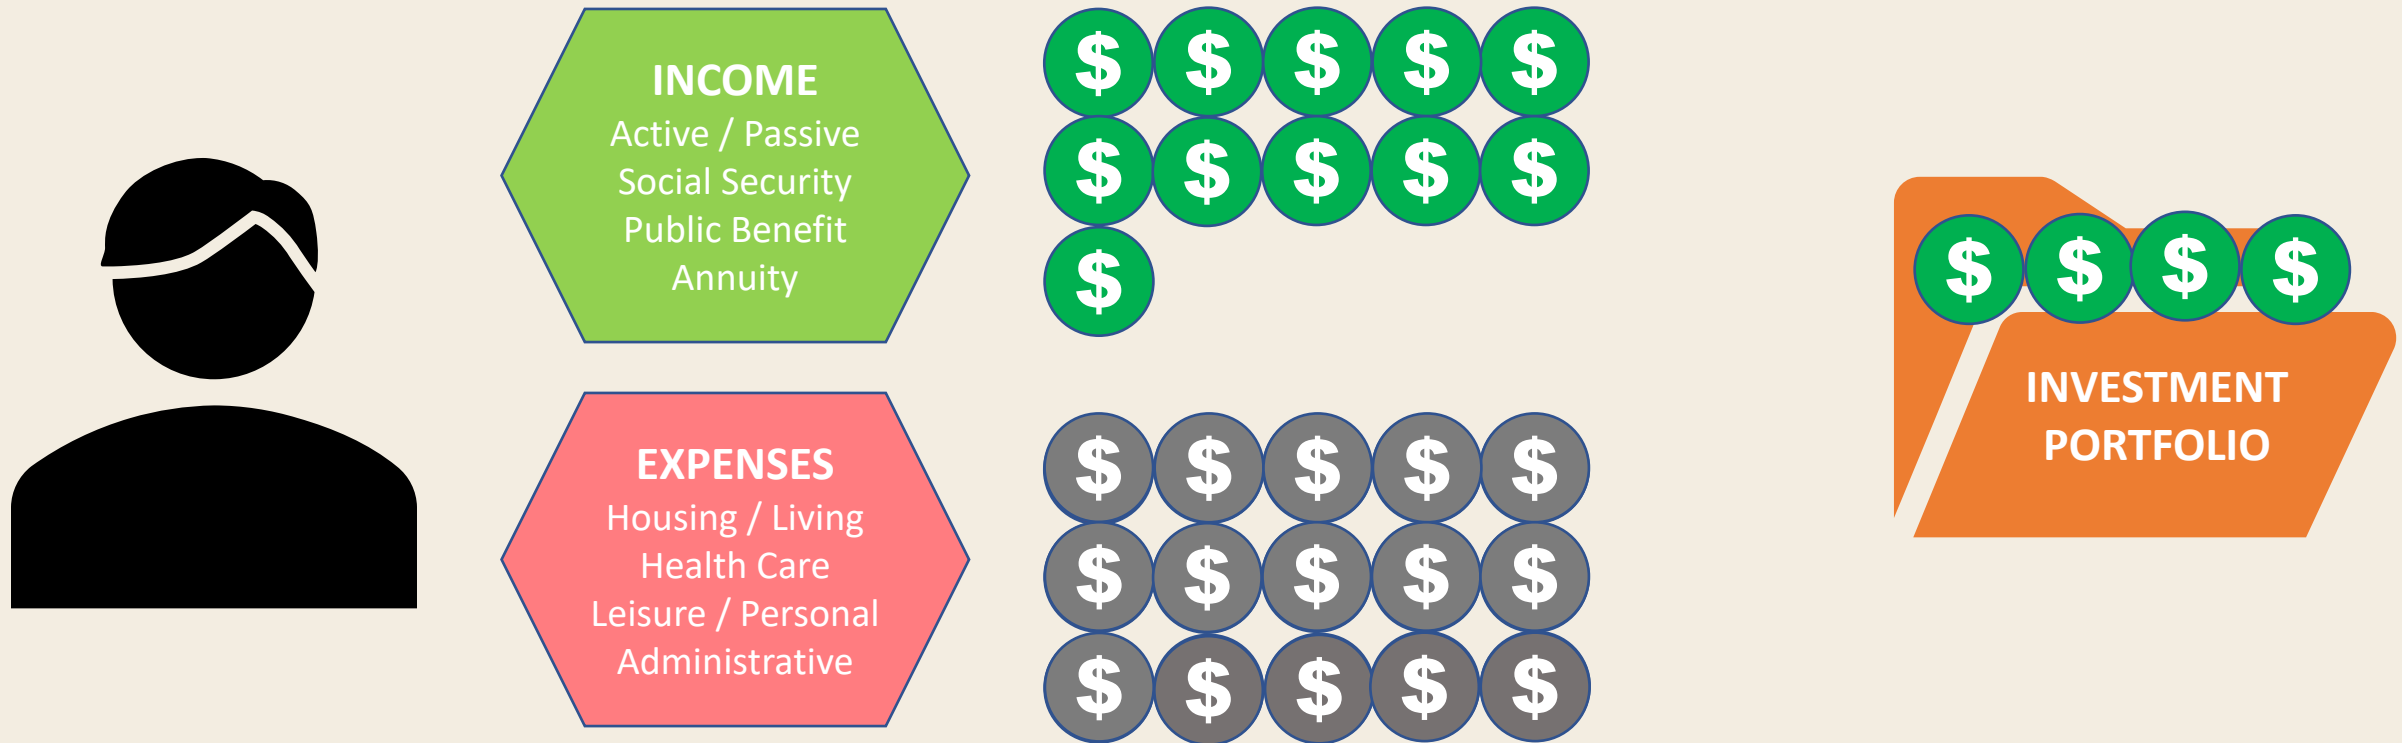 INCOME
Active / Passive
Social Security
Public Benefit
Annuity
$ $ $ $ $
$ $ $ $ $
$
EXPENSES
Housing / Living
Health Care
Leisure / Personal
Administrative
$ $ $ $ $
$ $ $ $ $
$ $ $ $ $
$ $ $ $
INVESTMENT
PORTFOLIO